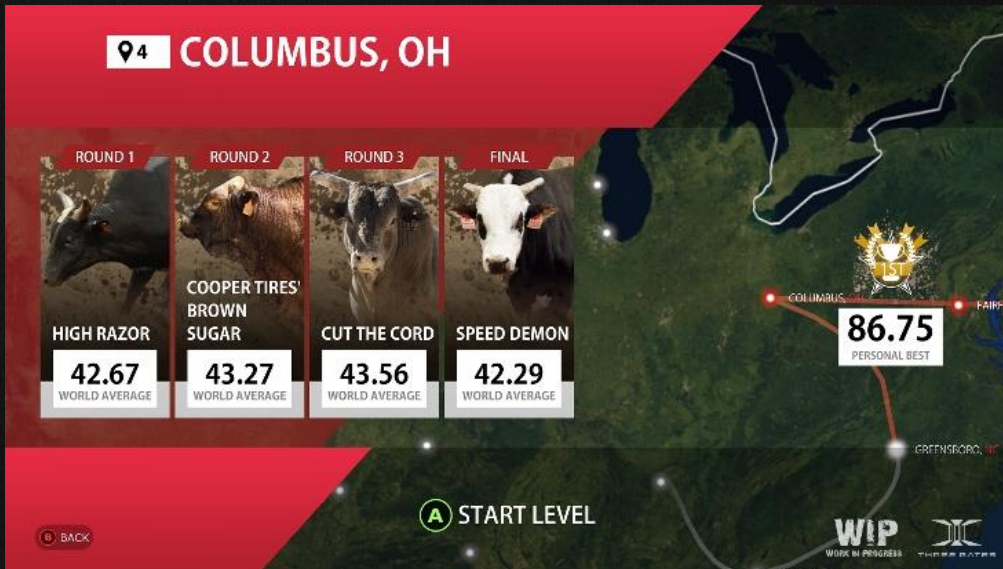 4 COLUMBUS, OH
ROUND 1
ROUND 2
ROUND 3
FINAL
HIGH RAZOR
COOPER TIRES'
BROWN
SUGAR
CUT THE CORD
SPEED DEMON
42.67
WORLD AVERAGE
43.27
WORLD AVERAGE
43.56
WORLD AVERAGE
42.29
WORLD AVERAGE
1ST
COLUMBUS,
86.75
PERSONAL BEST
GREENSBORO, NC
A START LEVEL
B BACK
WIP
WORK IN PROGRESS
THREE GATES